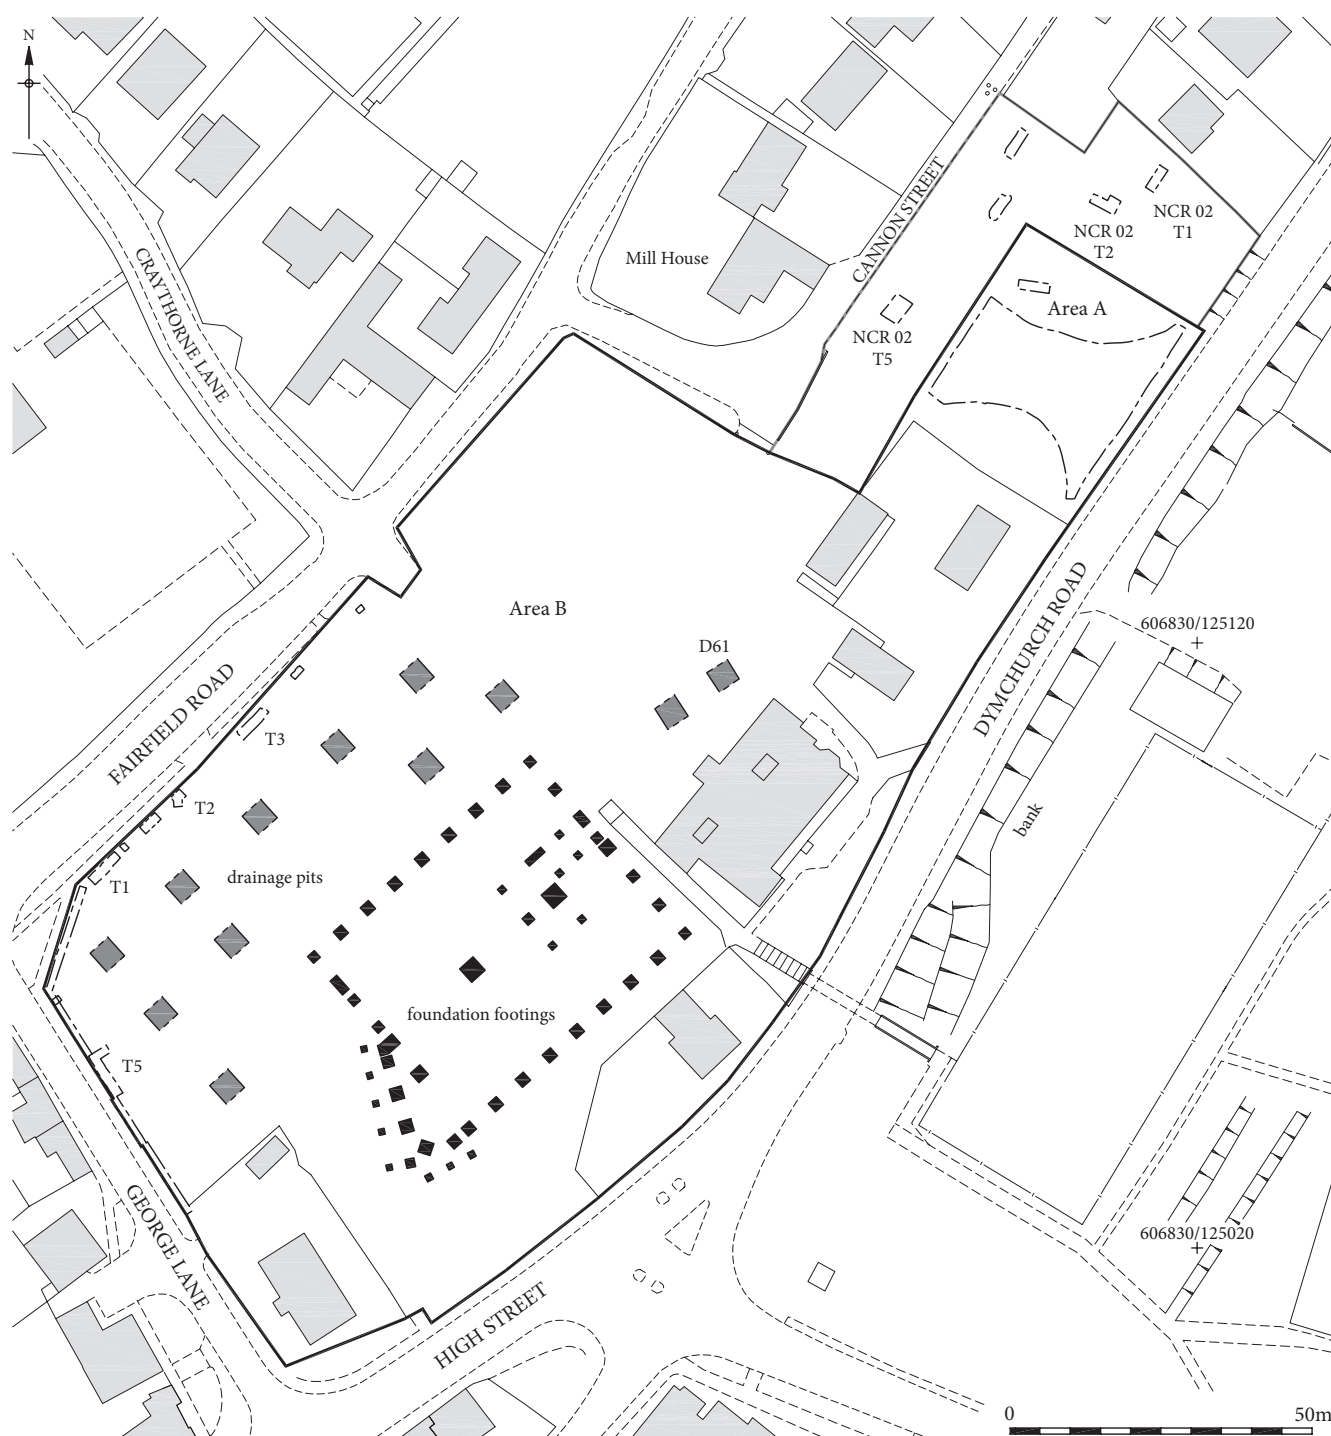 N
CRAYTHORNE LANE
Mill House
CANNON STREET
NCR 02
T1
NCR 02
T2
Area A
NCR 02
T5
Area B
D61
606830/125120
DYMCHURCH ROAD
FAIRFIELD ROAD
T3
T2
bank
drainage pits
T1
foundation footings
T5
GEORGE LANE
606830/125020
HIGH STREET
0
50m